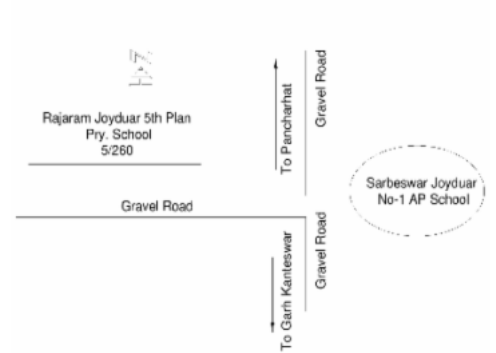 N
Rajaram Joyduar 5th Plan
Pry. School
5/260
To Pancharhat
Gravel Road
Sarbeswar Joyduar
No-1 AP School
Gravel Road
To Garh Kanteswar
Gravel Road